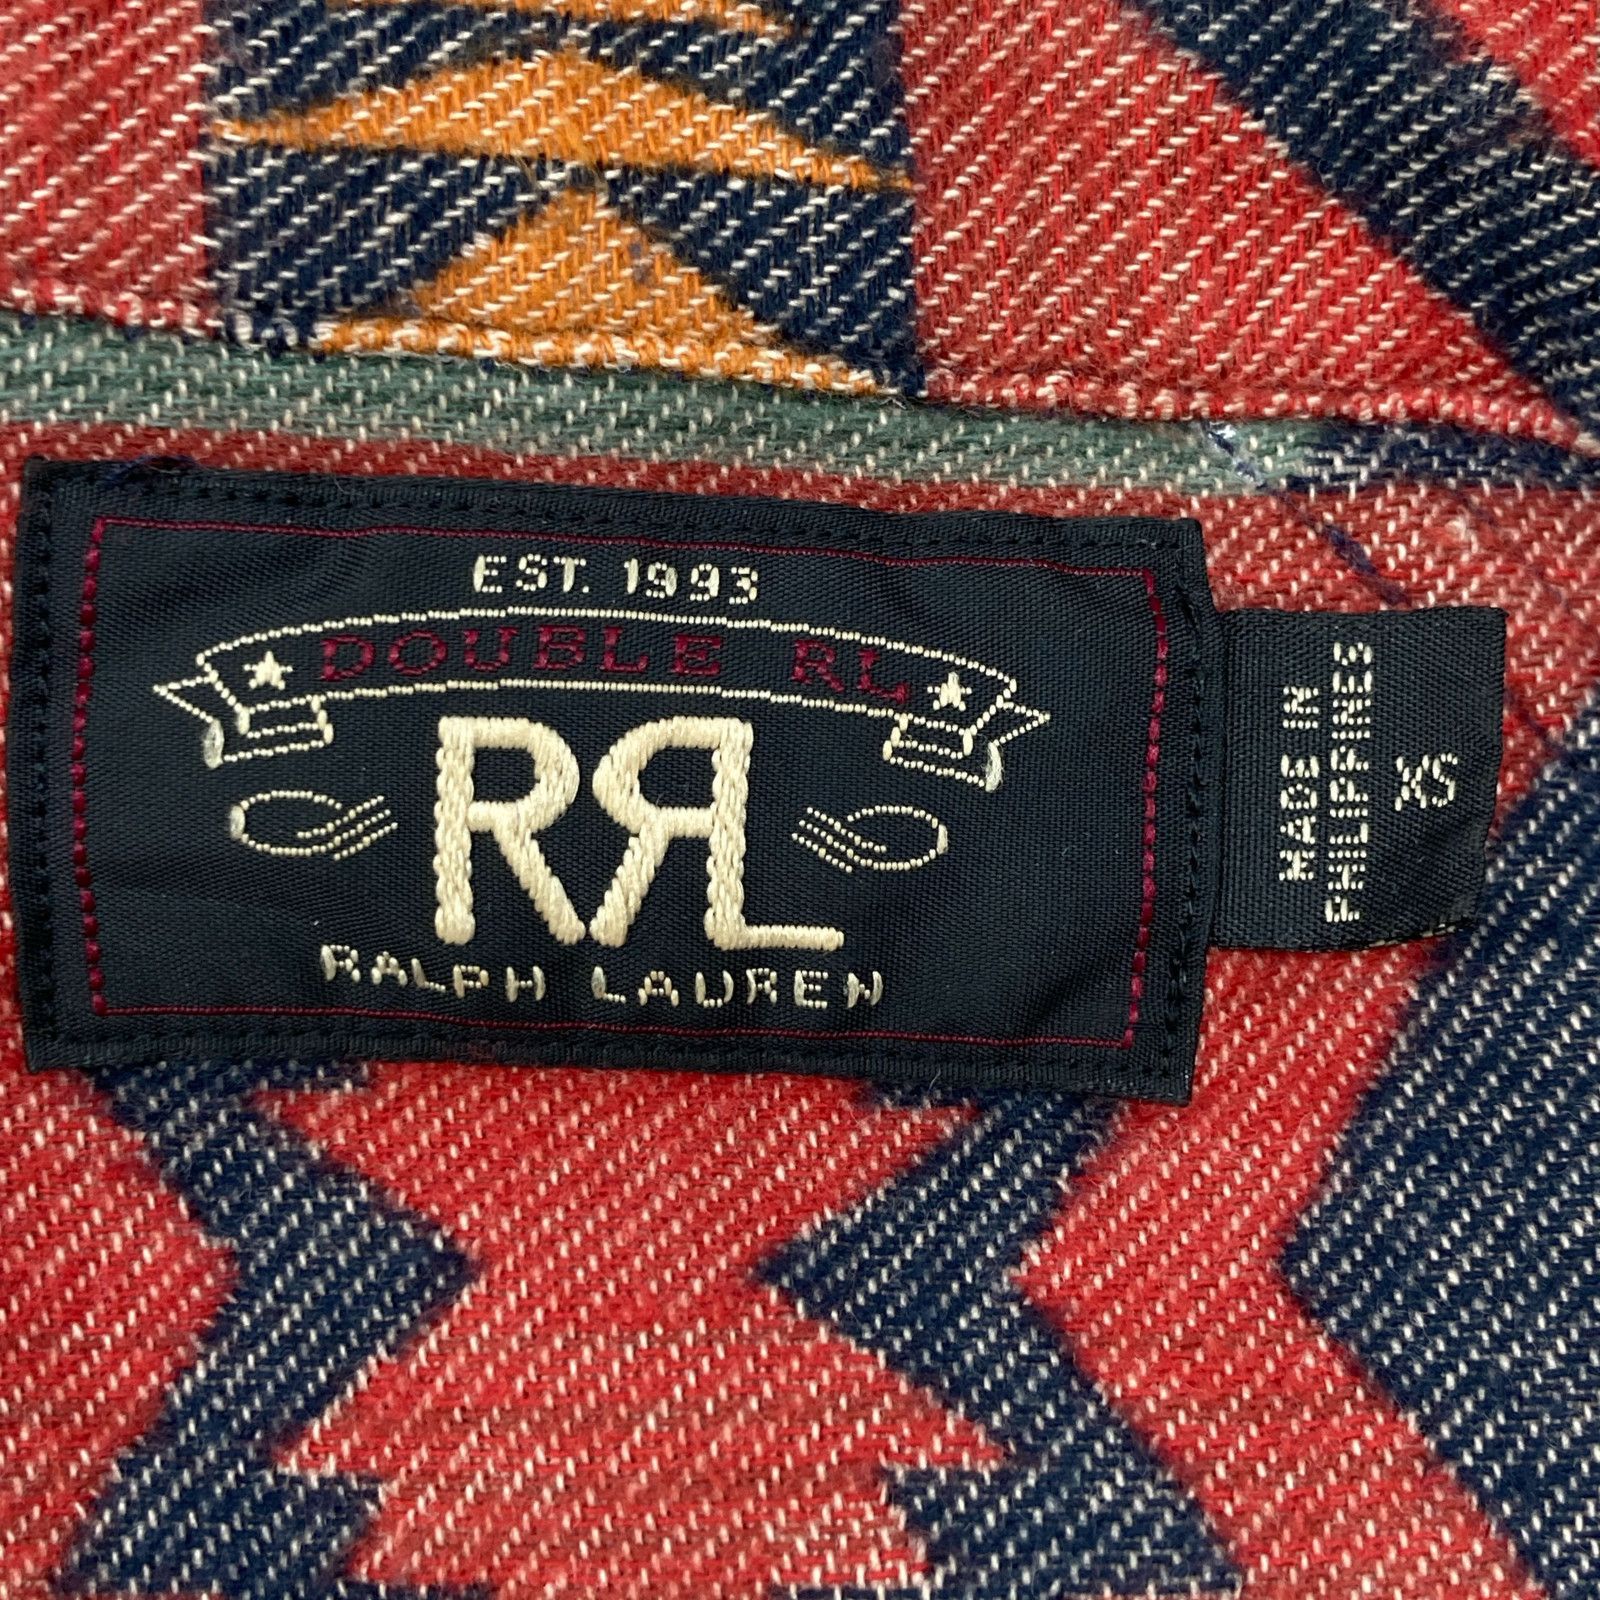 EST. 1993
DOUBLE RL
RRL
RALPH LAUREN
MADE IN
PHILIPPINES
XS